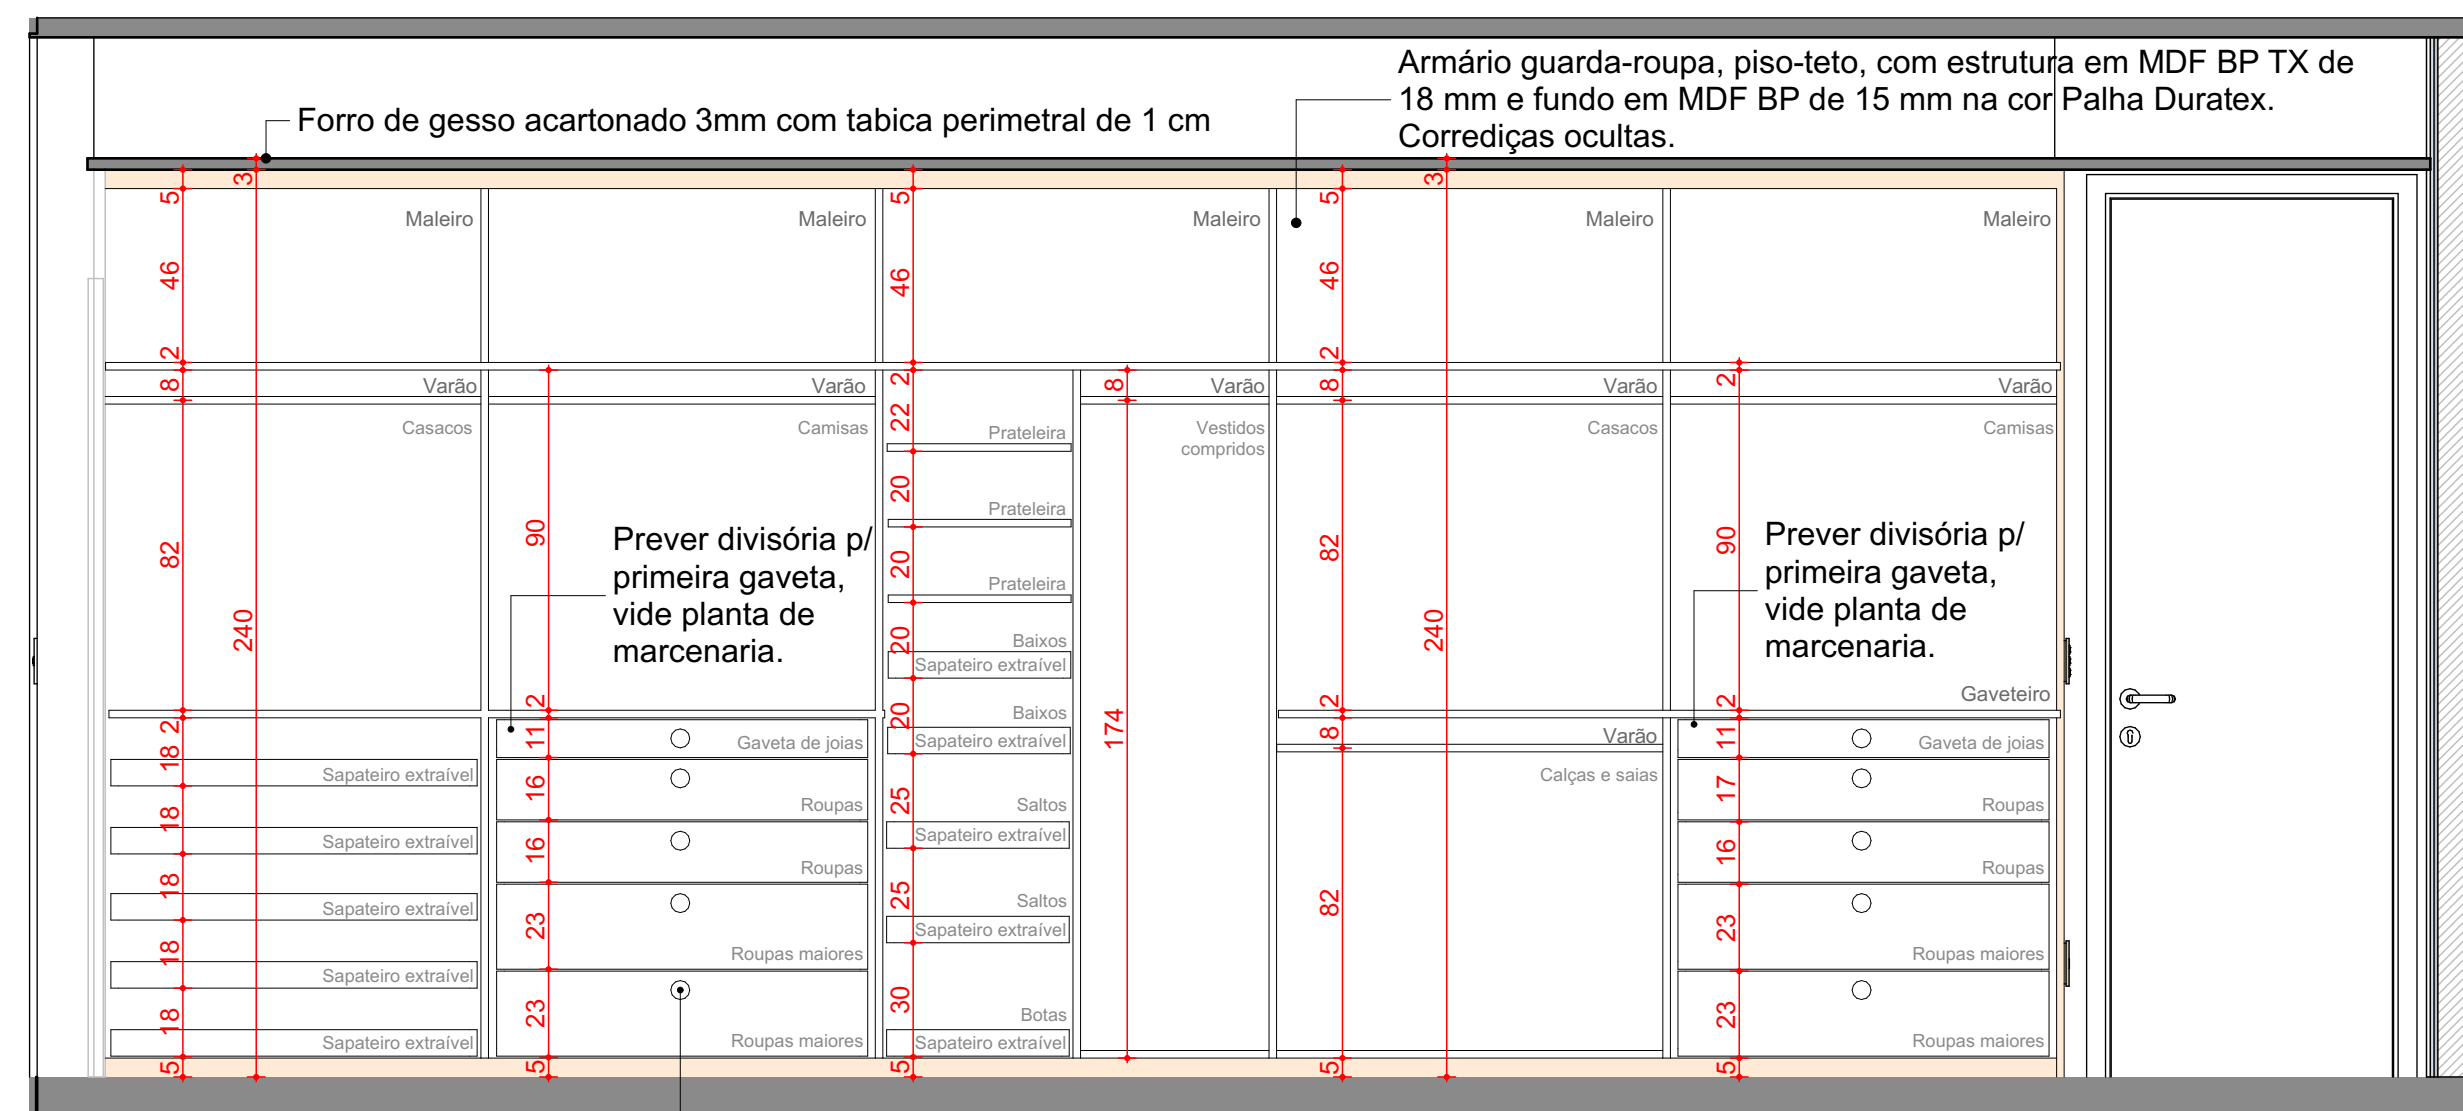 Armário guarda-roupa, piso-teto, com estrutura em MDF BP TX de
18 mm e fundo em MDF BP de 15 mm na cor Palha Duratex.
Corrediças ocultas.
Forro de gesso acartonado 3mm com tabica perimetral de 1 cm
3
3
5
5
5
Maleiro
Maleiro
Maleiro
Maleiro
Maleiro
46
46
46
2
2
8
Varão
Varão
2
8
Varão
8
Varão
2
Varão
Casacos
Camisas
22
Prateleira
Vestidos
compridos
Casacos
Camisas
20
Prateleira
82
90
Prever divisória p/
primeira gaveta,
vide planta de
marcenaria.
20
Prateleira
82
90
Prever divisória p/
primeira gaveta,
vide planta de
marcenaria.
240
20
Baixos
Sapateiro extraível
240
Gaveteiro
2
2
2
2
20
Baixos
Sapateiro extraível
174
8
Varão
11
Gaveta de joias
11
Gaveta de joias
18
Sapateiro extraível
16
Roupas
25
Saltos
Sapateiro extraível
Calças e saias
17
Roupas
18
Sapateiro extraível
16
Roupas
16
Roupas
18
Sapateiro extraível
23
Roupas maiores
25
Saltos
Sapateiro extraível
82
23
Roupas maiores
18
Sapateiro extraível
18
Sapateiro extraível
23
Roupas maiores
30
Botas
Sapateiro extraível
23
Roupas maiores
5
5
5
5
5